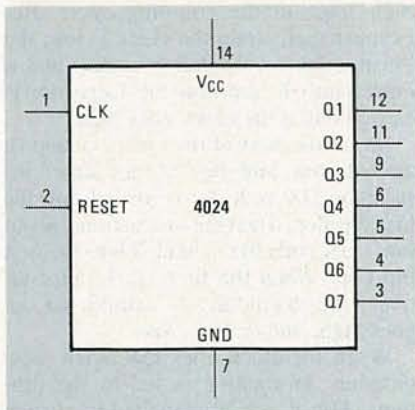 14
VCC
1 CLK Q1 12
Q2 11
Q3 9
2 RESET 4024 Q4 6
Q5 5
Q6 4
Q7 3
GND
7